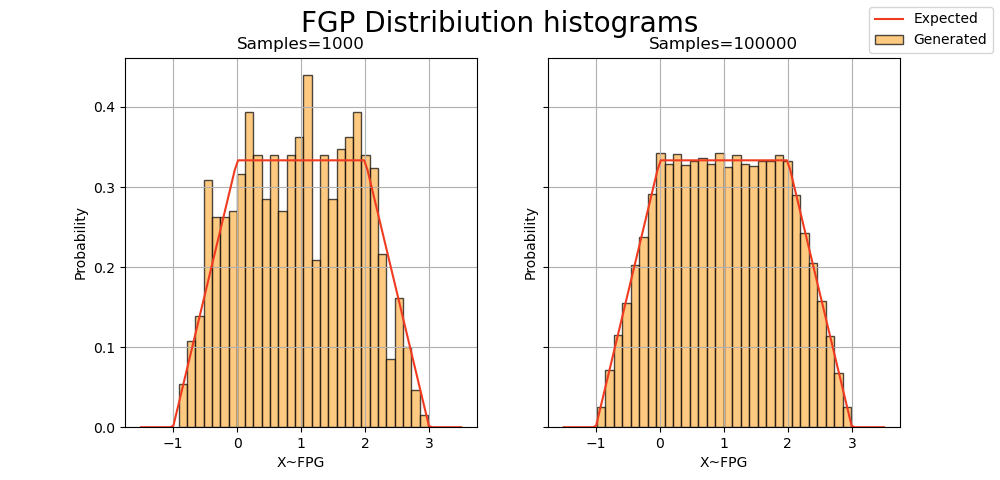 FGP Distribiution histograms
Expected
Generated
Samples=1000
Samples=100000
0.4
0.3
0.2
0.1
0.0
Probability
Probability
−1 0 1 2 3
−1 0 1 2 3
X~FPG
X~FPG